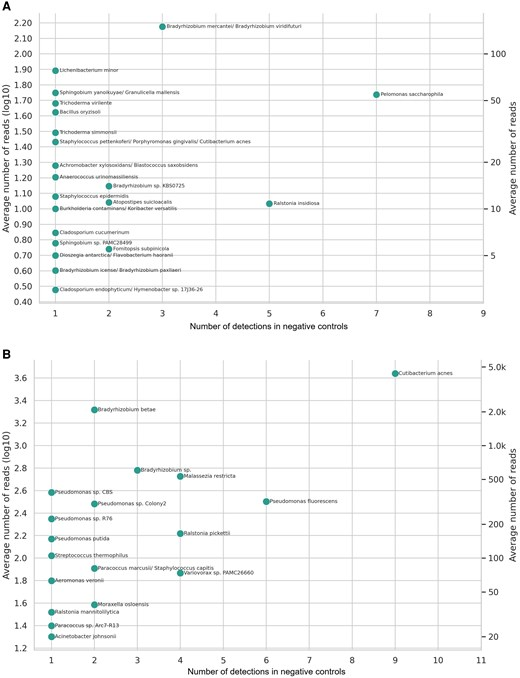 A
2.20
2.10
2.00
1.90
1.80
1.70
1.60
1.50
1.40
1.30
1.20
1.10
1.00
0.90
0.80
0.70
0.60
0.50
0.40
Average number of reads (log10)
Bradyrhizobium mercantei/ Bradyrhizobium viridifuturi
Lichenibacterium minor
Sphingobium yanoikuyae/ Granulicella mallensis
Pelomonas saccharophila
Trichoderma virilente
Bacillus oryzisoli
Trichoderma simmonsii
Staphylococcus pettenkoferi/ Porphyromonas gingivalis/ Cutibacterium acnes
Achromobacter xylosoxidans/ Blastococcus saxobsidens
Anaerococcus urinomassiliensis
Bradyrhizobium sp. KBS0725
Staphylococcus epidermidis
Atopostipes suicloacalis
Ralstonia insidiosa
Burkholderia contaminans/ Koribacter versatilis
Cladosporium cucumerinum
Sphingobium sp. PAMC28499
Fomitopsis subpinicola
Dioszegia antarctica/ Flavobacterium haoranii
Bradyrhizobium icense/ Bradyrhizobium paxllaeri
Cladosporium endophyticum/ Hymenobacter sp. 17J36-26
100
50
20
10
5
Average number of reads
1 2 3 4 5 6 7 8 9
Number of detections in negative controls
B
3.6
3.4
3.2
3.0
2.8
2.6
2.4
2.2
2.0
1.8
1.6
1.4
1.2
Average number of reads (log10)
Cutibacterium acnes
Bradyrhizobium betae
Bradyrhizobium sp.
Malassezia restricta
Pseudomonas sp. CBS
Pseudomonas sp. Colony2
Pseudomonas fluorescens
Pseudomonas sp. R76
Ralstonia pickettii
Pseudomonas putida
Streptococcus thermophilus
Paracoccus marcusii/ Staphylococcus capitis
Variovorax sp. PAMC26660
Aeromonas veronii
Moraxella osloensis
Ralstonia mannitolilytica
Paracoccus sp. Arc7-R13
Acinetobacter johnsonii
5.0k
2.0k
1.0k
500
200
100
50
20
Average number of reads
1 2 3 4 5 6 7 8 9 10 11
Number of detections in negative controls